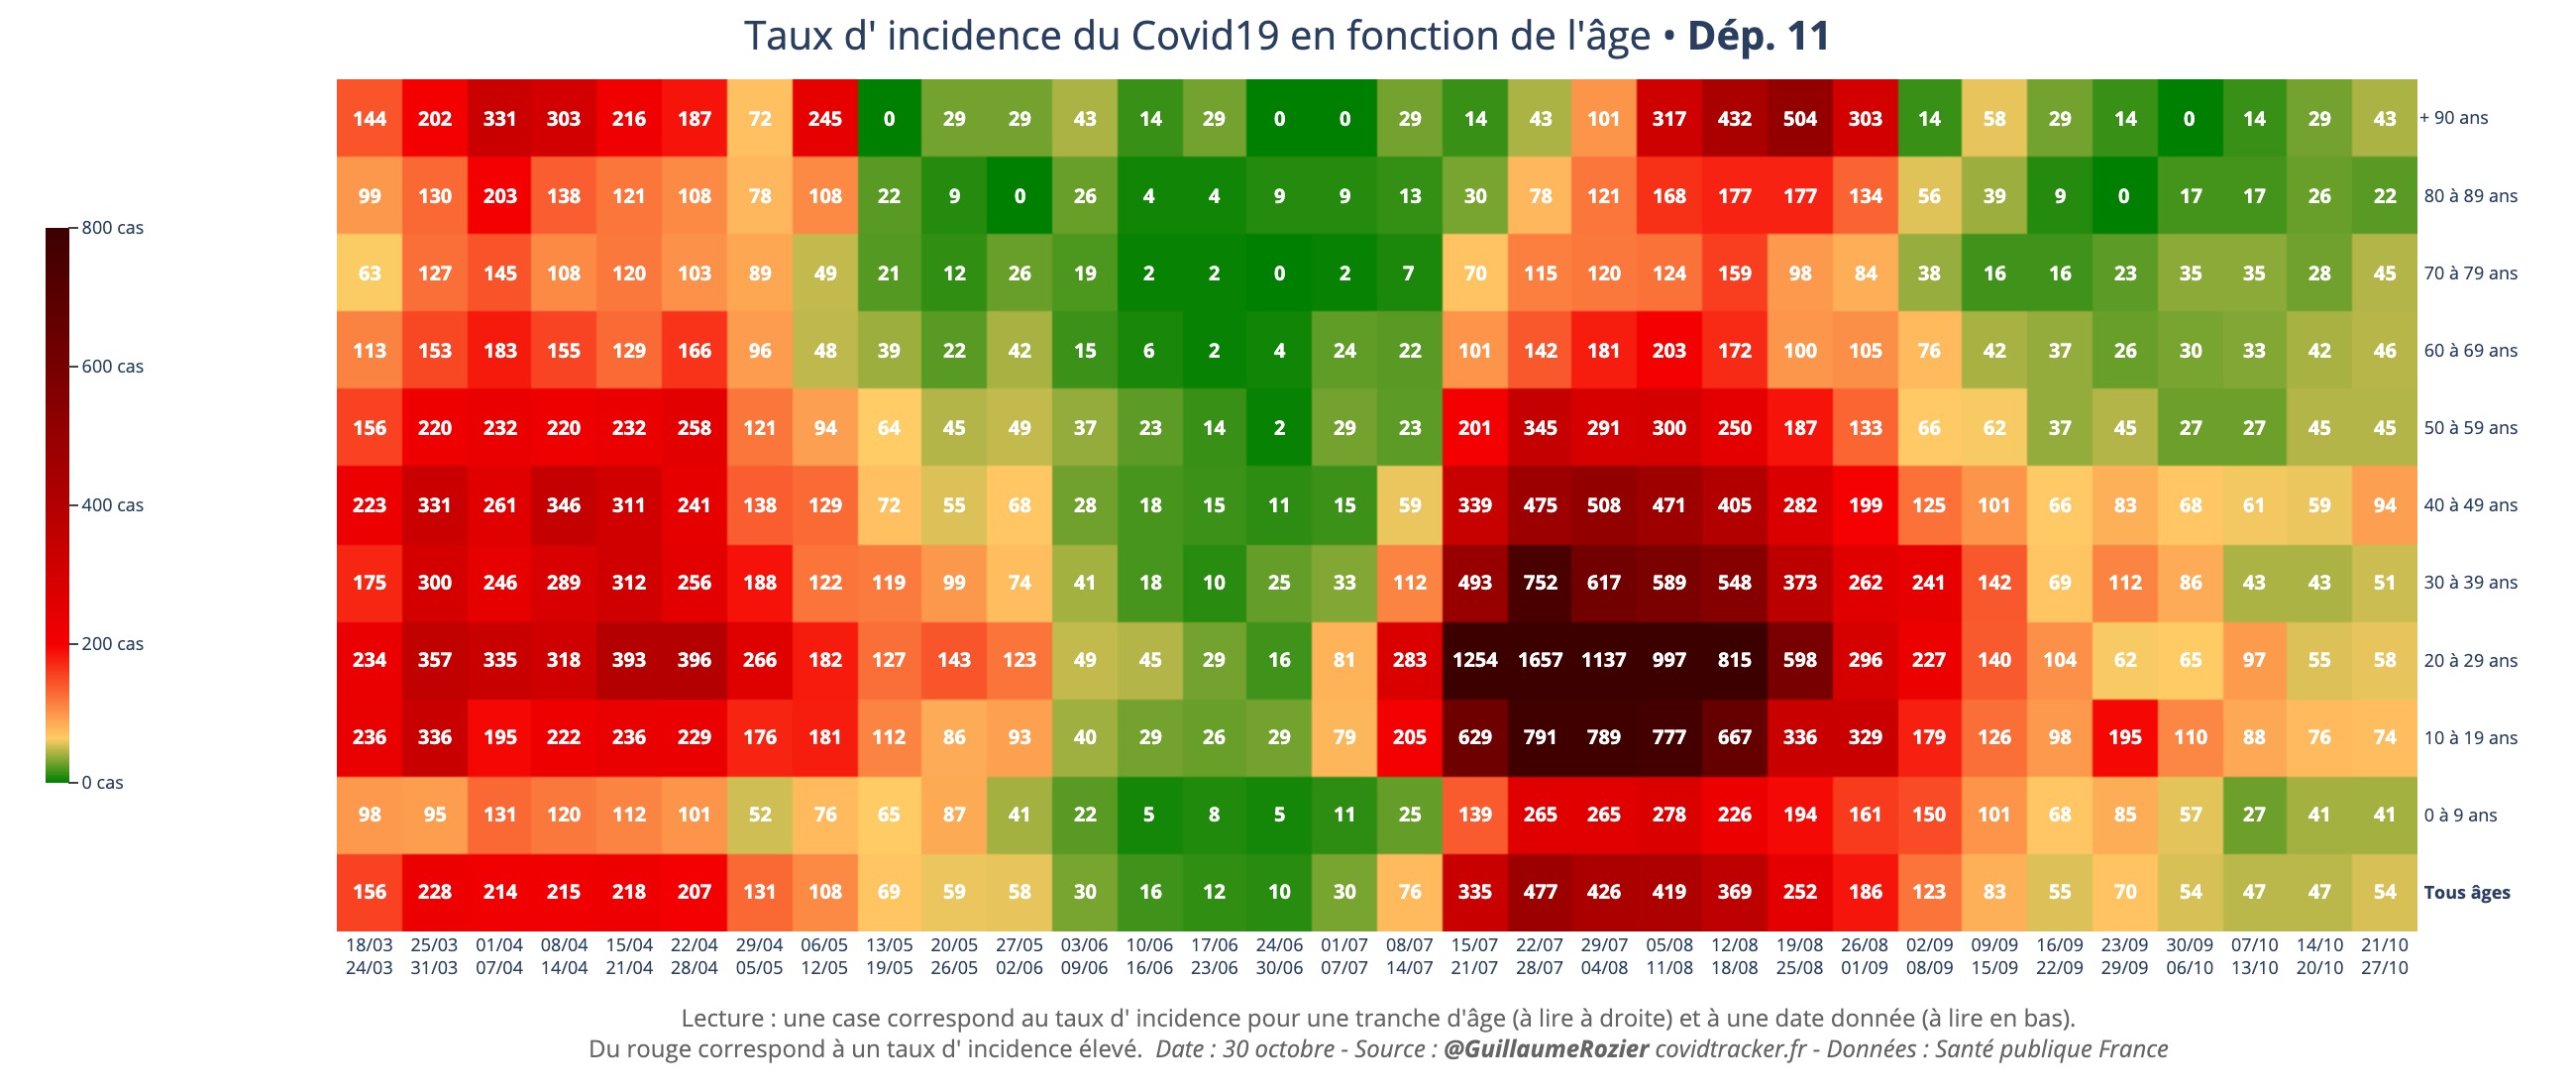 Taux d' incidence du Covid19 en fonction de l'âge • Dép. 11
800 cas
600 cas
400 cas
200 cas
0 cas
144 202 331 303 216 187 72 245 0 29 29 43 14 29 0 0 29 14 43 101 317 432 504 303 14 58 29 14 0 14 29 43 + 90 ans
99 130 203 138 121 108 78 108 22 9 0 26 4 4 9 9 13 30 78 121 168 177 177 134 56 39 9 0 17 17 26 22 80 à 89 ans
63 127 145 108 120 103 89 49 21 12 26 19 2 2 0 2 7 70 115 120 124 159 98 84 38 16 16 23 35 35 28 45 70 à 79 ans
113 153 183 155 129 166 96 48 39 22 42 15 6 2 4 24 22 101 142 181 203 172 100 105 76 42 37 26 30 33 42 46 60 à 69 ans
156 220 232 220 232 258 121 94 64 45 49 37 23 14 2 29 23 201 345 291 300 250 187 133 66 62 37 45 27 27 45 45 50 à 59 ans
223 331 261 346 311 241 138 129 72 55 68 28 18 15 11 15 59 339 475 508 471 405 282 199 125 101 66 83 68 61 59 94 40 à 49 ans
175 300 246 289 312 256 188 122 119 99 74 41 18 10 25 33 112 493 752 617 589 548 373 262 241 142 69 112 86 43 43 51 30 à 39 ans
234 357 335 318 393 396 266 182 127 143 123 49 45 29 16 81 283 1254 1657 1137 997 815 598 296 227 140 104 62 65 97 55 58 20 à 29 ans
236 336 195 222 236 229 176 181 112 86 93 40 29 26 29 79 205 629 791 789 777 667 336 329 179 126 98 195 110 88 76 74 10 à 19 ans
98 95 131 120 112 101 52 76 65 87 41 22 5 8 5 11 25 139 265 265 278 226 194 161 150 101 68 85 57 27 41 41 0 à 9 ans
156 228 214 215 218 207 131 108 69 59 58 30 16 12 10 30 76 335 477 426 419 369 252 186 123 83 55 70 54 47 47 54 Tous âges
18/03 25/03 01/04 08/04 15/04 22/04 29/04 06/05 13/05 20/05 27/05 03/06 10/06 17/06 24/06 01/07 08/07 15/07 22/07 29/07 05/08 12/08 19/08 26/08 02/09 09/09 16/09 23/09 30/09 07/10 14/10 21/10
24/03 31/03 07/04 14/04 21/04 28/04 05/05 12/05 19/05 26/05 02/06 09/06 16/06 23/06 30/06 07/07 14/07 21/07 28/07 04/08 11/08 18/08 25/08 01/09 08/09 15/09 22/09 29/09 06/10 13/10 20/10 27/10
Lecture : une case correspond au taux d' incidence pour une tranche d'âge (à lire à droite) et à une date donnée (à lire en bas).
Du rouge correspond à un taux d' incidence élevé. Date : 30 octobre - Source : @GuillaumeRozier covidtracker.fr - Données : Santé publique France